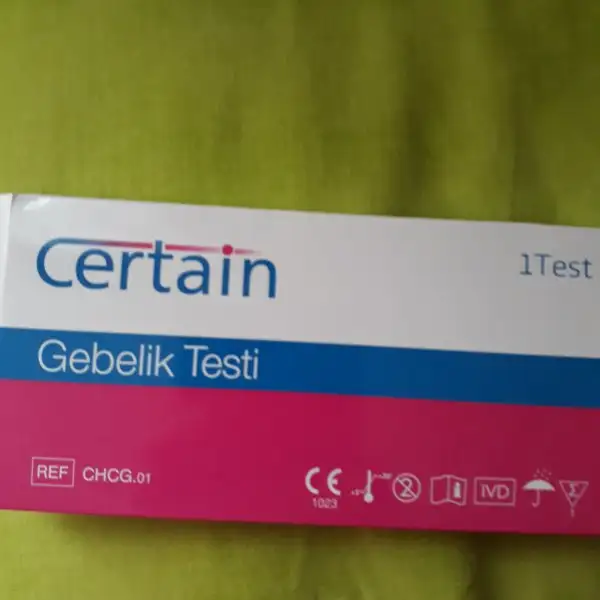 Certain
1Test
Gebelik Testi
REF CHCG.01
CE
1023
IVD